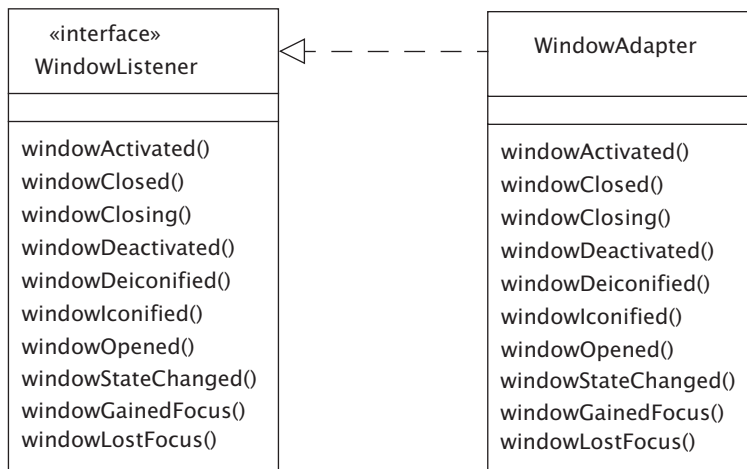 «interface»
WindowListener
windowActivated()
windowClosed()
windowClosing()
windowDeactivated()
windowDeiconified()
windowIconified()
windowOpened()
windowStateChanged()
windowGainedFocus()
windowLostFocus()
WindowAdapter
windowActivated()
windowClosed()
windowClosing()
windowDeactivated()
windowDeiconified()
windowIconified()
windowOpened()
windowStateChanged()
windowGainedFocus()
windowLostFocus()